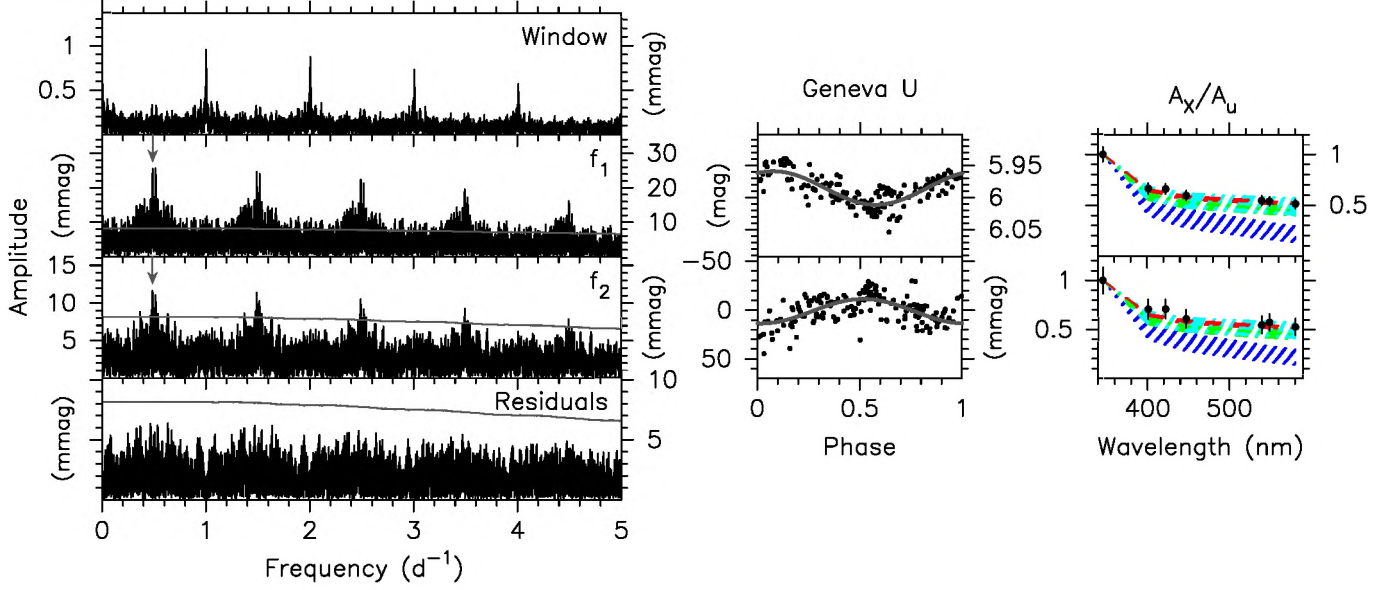 Window
1
0.5
(mmag)
f1
30
20
10
(mmag)
f2
15
10
5
(mmag)
Residuals
10
5
(mmag)
Amplitude
0 1 2 3 4 5
Frequency (d⁻¹)
Geneva U
5.95
6
6.05
(mag)
−50
0
50
(mmag)
0 0.5 1
Phase
Ax/Au
1
0.5
1
0.5
400 500
Wavelength (nm)